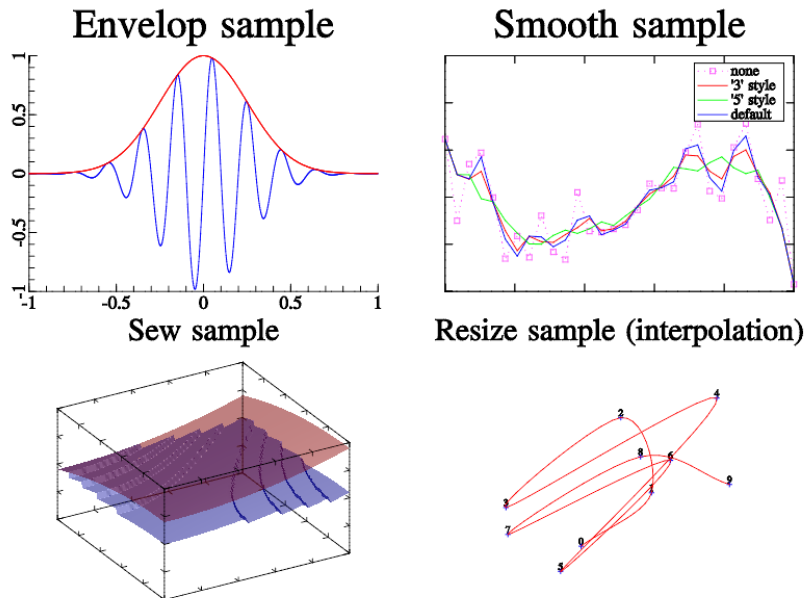 Envelop sample
1
0.5
0
-0.5
-1
-1 -0.5 0 0.5 1
Smooth sample
none
'3' style
'5' style
default
Sew sample
Resize sample (interpolation)
4
2
8 6
9
1
3
7
0
5